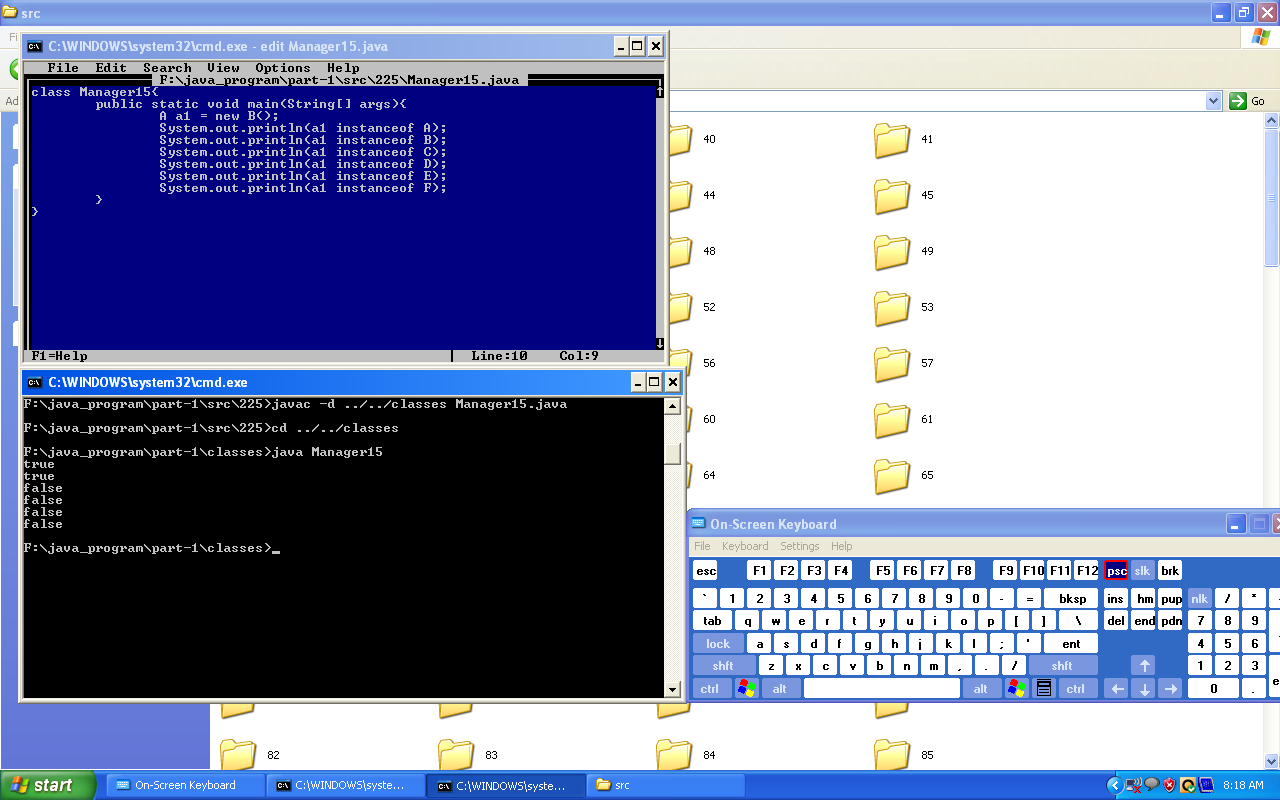 src
C:\WINDOWS\system32\cmd.exe - edit Manager15.java
File Edit Search View Options Help
F:\java_program\part-1\src\225\Manager15.java
class Manager15{
public static void main(String[] args){
A a1 = new B();
System.out.println(a1 instanceof A);
System.out.println(a1 instanceof B);
System.out.println(a1 instanceof C);
System.out.println(a1 instanceof D);
System.out.println(a1 instanceof E);
System.out.println(a1 instanceof F);
}
}
F1=Help Line:10 Col:9
Go
40 41
44 45
48 49
52 53
56 57
60 61
64 65
C:\WINDOWS\system32\cmd.exe
F:\java_program\part-1\src\225>javac -d ../../classes Manager15.java
F:\java_program\part-1\src\225>cd ../../classes
F:\java_program\part-1\classes>java Manager15
true
true
false
false
false
false
F:\java_program\part-1\classes>_
On-Screen Keyboard
File Keyboard Settings Help
esc F1 F2 F3 F4 F5 F6 F7 F8 F9 F10 F11 F12 psc slk brk
` 1 2 3 4 5 6 7 8 9 0 - = bksp ins hm pup nlk / *
tab q w e r t y u i o p [ ] \ del end pdn 7 8 9
lock a s d f g h j k l ; ' ent 4 5 6
shft z x c v b n m , . / shft 1 2 3
ctrl alt alt ctrl 0 .
82 83 84 85
start On-Screen Keyboard C:\WINDOWS\syste... C:\WINDOWS\syste... src 8:18 AM